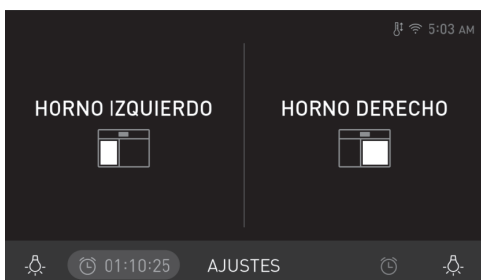 5:03 AM
HORNO IZQUIERDO
HORNO DERECHO
01:10:25
AJUSTES